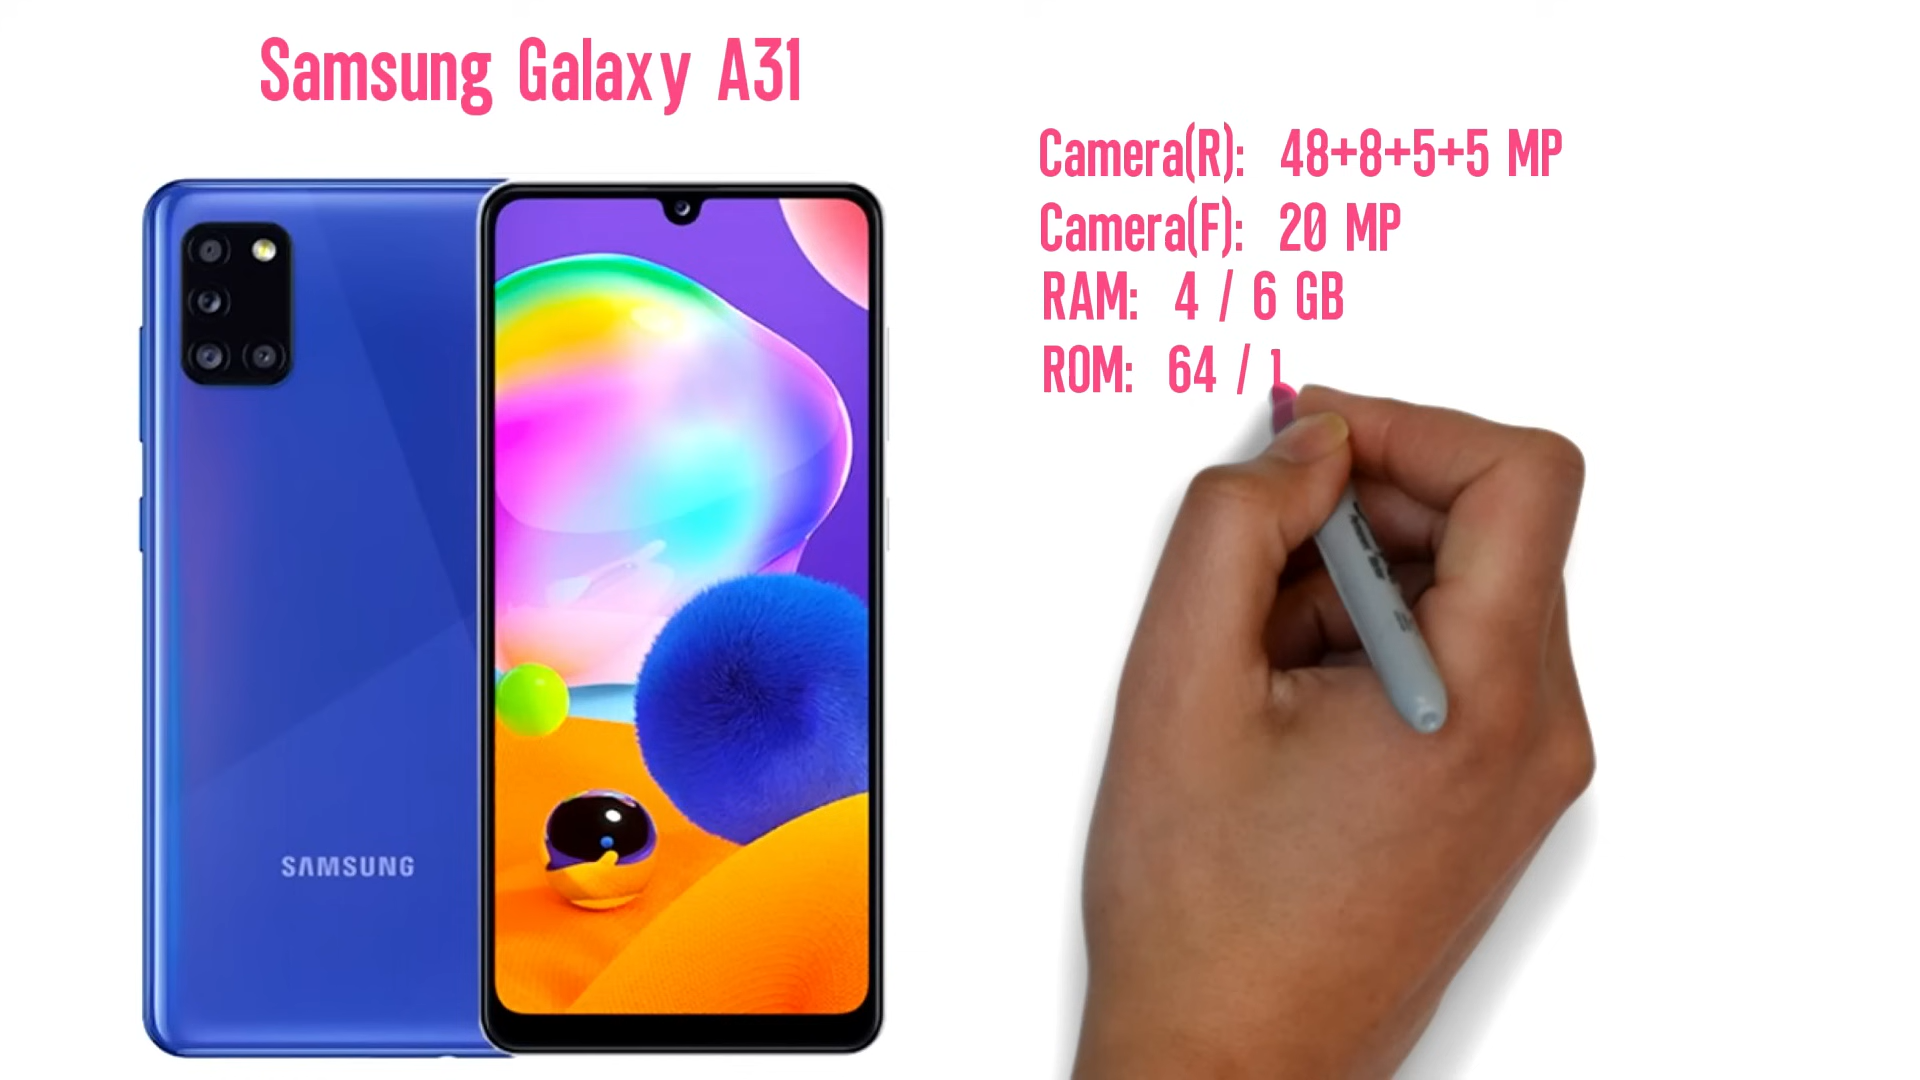 Samsung Galaxy A31
Camera(R): 48+8+5+5 MP
Camera(F): 20 MP
RAM: 4 / 6 GB
ROM: 64 / 1
SAMSUNG